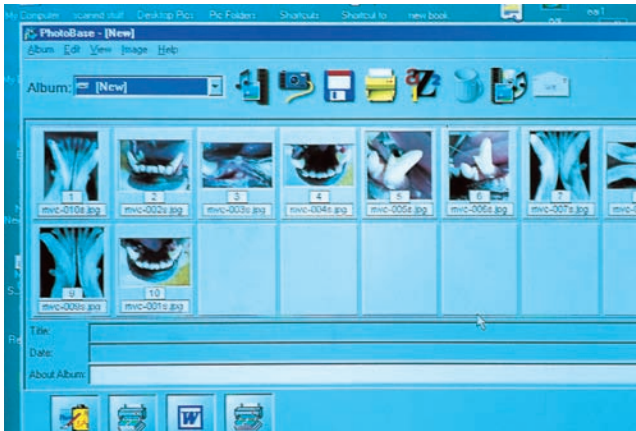 My Computer scanned stuff Desktop Pics Pic Folders Shortcuts Shortcut to new book
PhotoBase - [New]
Album Edit View Image Help
Album: [New]
1 2 3 4 5 6 7
mvc-010s.jpg mvc-002s.jpg mvc-003s.jpg mvc-004s.jpg mvc-005s.jpg mvc-006s.jpg mvc-007s.jpg
9 10
mvc-009s.jpg mvc-001s.jpg
Title:
Date:
About Album:
W